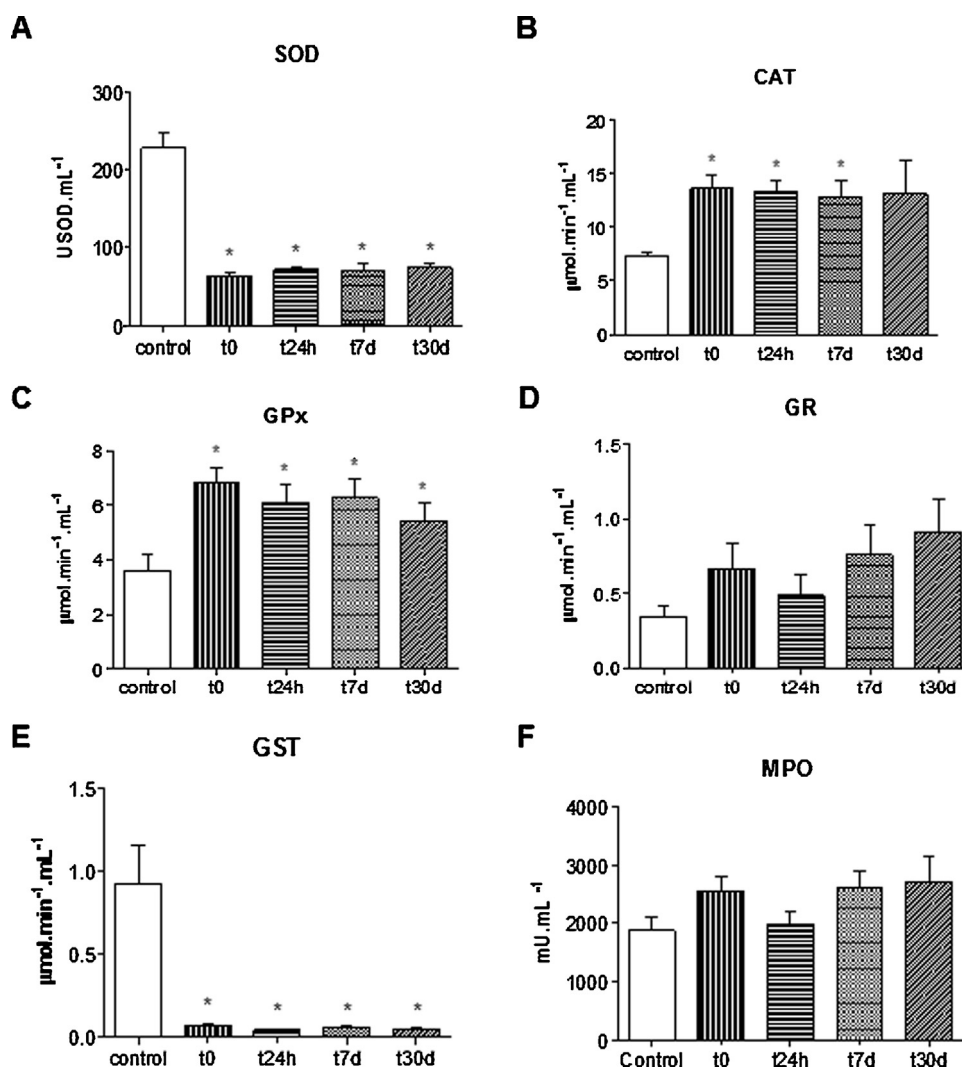 A
SOD
USOD.mL⁻¹
300
200
100
0
control t0 t24h t7d t30d
* * * *
B
CAT
µmol.min⁻¹.mL⁻¹
20
15
10
5
0
control t0 t24h t7d t30d
* * *
C
GPx
µmol.min⁻¹.mL⁻¹
8
6
4
2
0
control t0 t24h t7d t30d
* * * *
D
GR
µmol.min⁻¹.mL⁻¹
1.5
1.0
0.5
0.0
control t0 t24h t7d t30d
E
GST
µmol.min⁻¹.mL⁻¹
1.5
1.0
0.5
0.0
control t0 t24h t7d t30d
* * * *
F
MPO
mU.mL⁻¹
4000
3000
2000
1000
0
Control t0 t24h t7d t30d